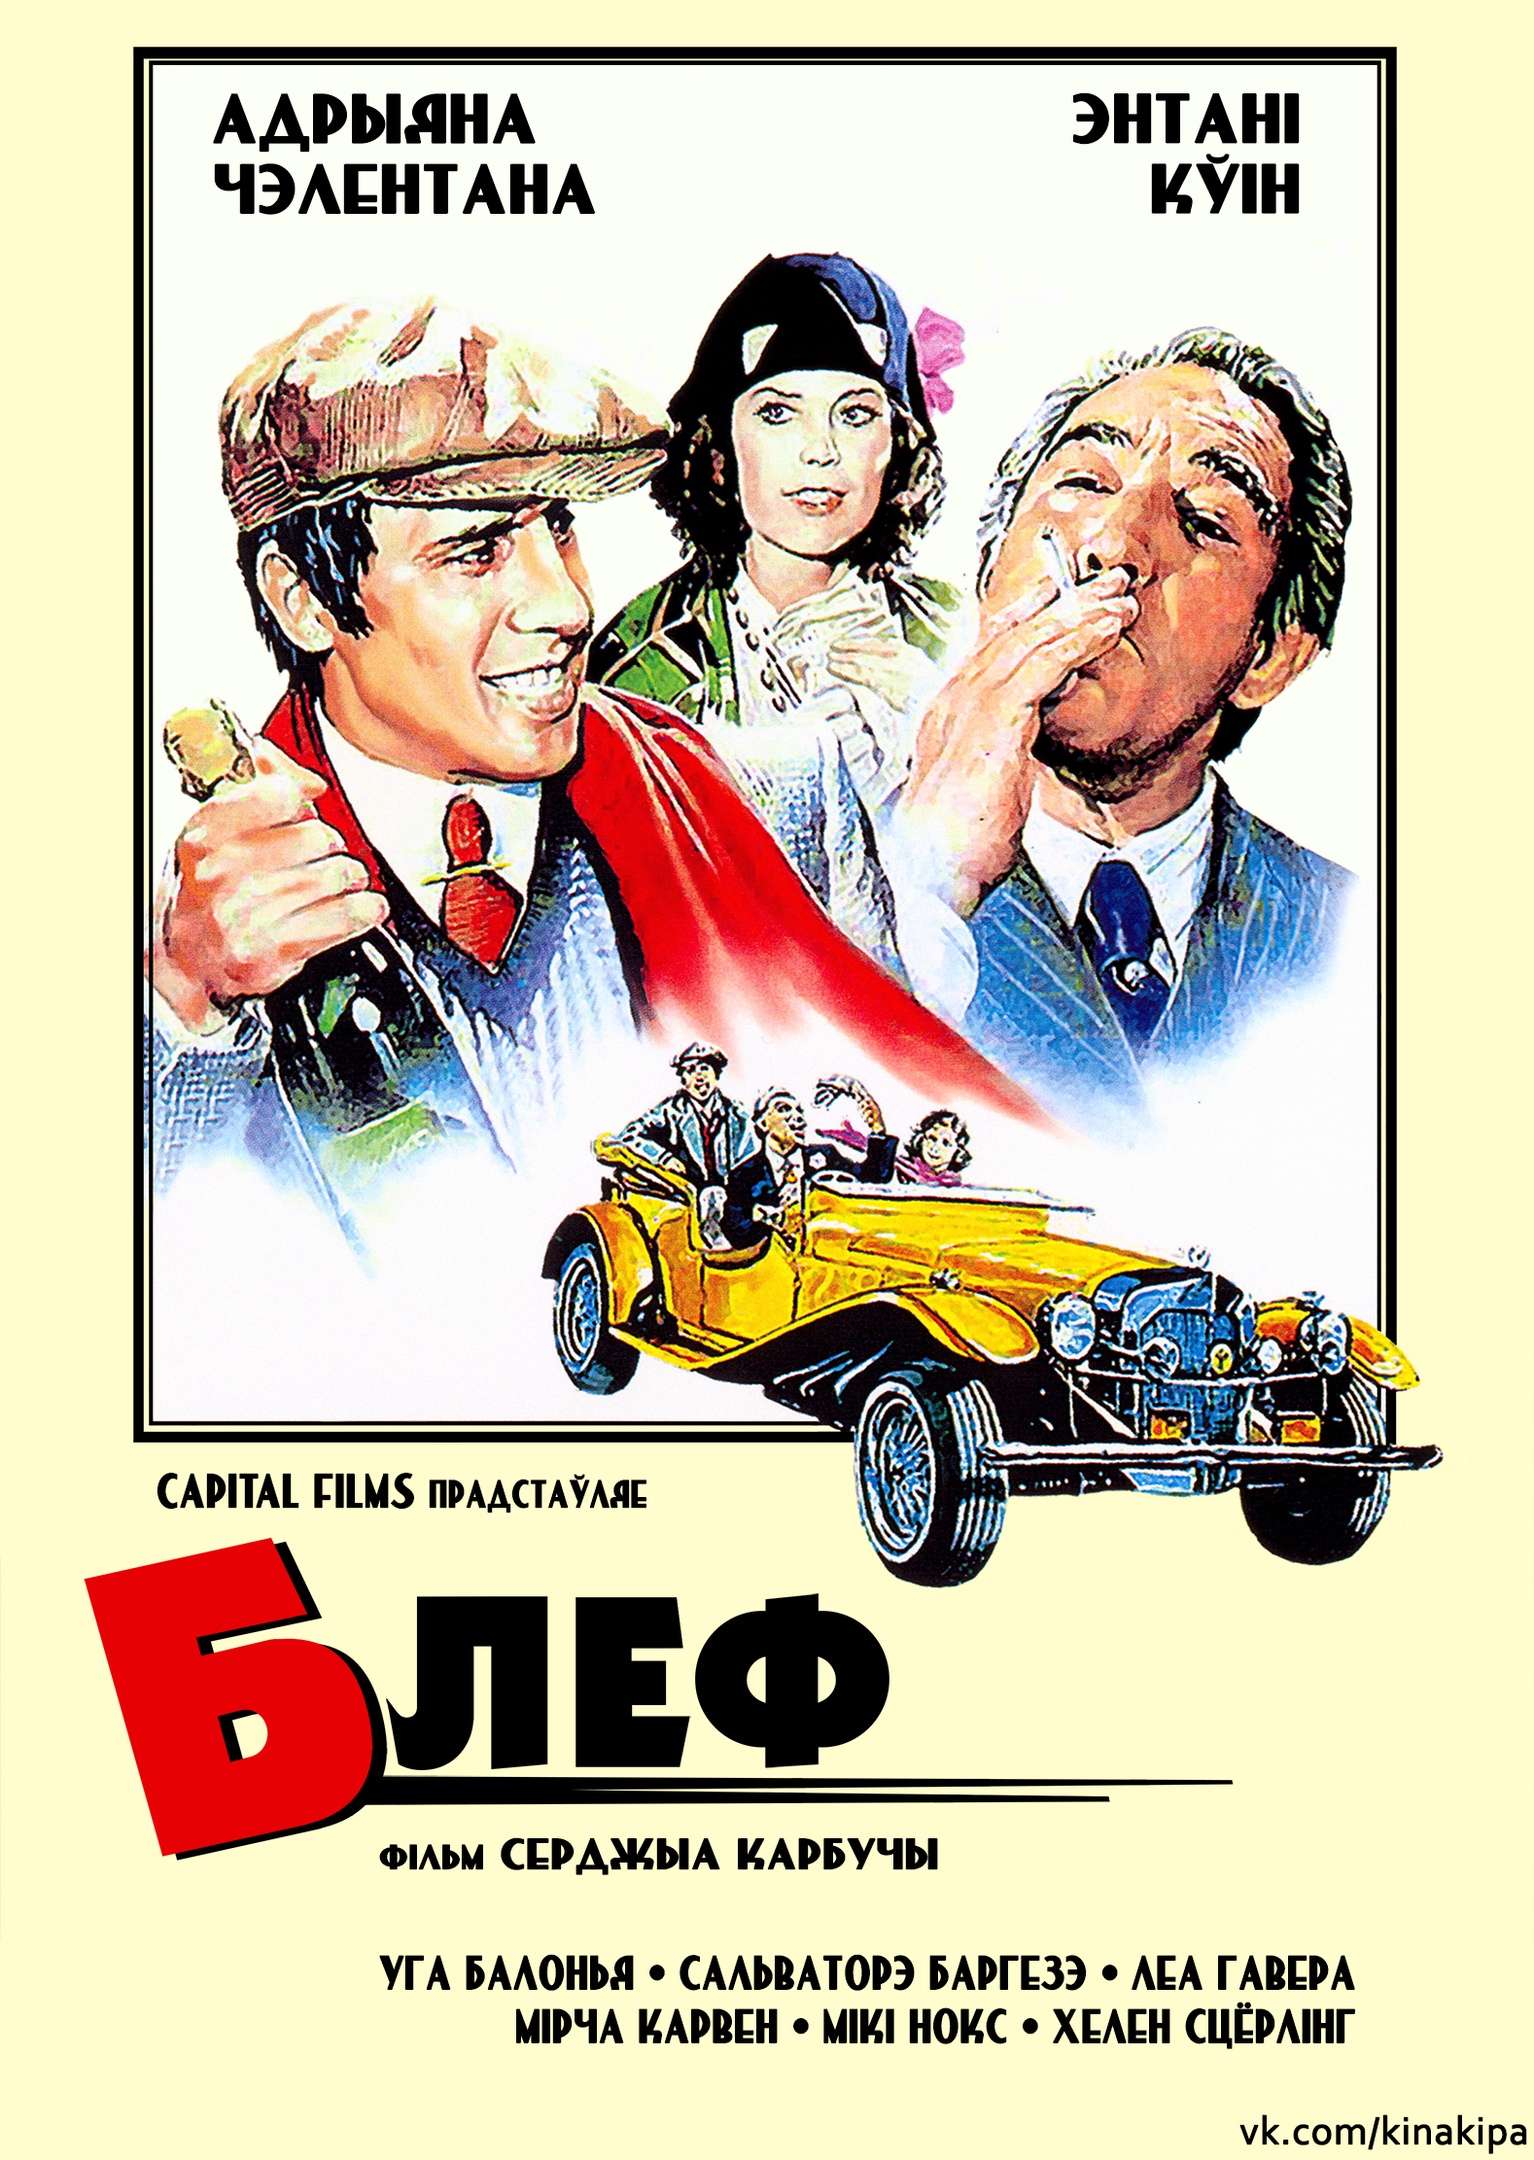 АДРЫЯНА
ЧЭЛЕНТАНА
ЭНТАНІ
КЎІН
CAPITAL FILMS ПРАДСТАЎЛЯЕ
БЛЕФ
ФІЛЬМ СЕРДЖЫА КАРБУЧЫ
УГА БАЛОНЬЯ • САЛЬВАТОРЭ БАРГЕЗЭ • ЛЕА ГАВЕРА
МІРЧА КАРВЕН • МІКІ НОКС • ХЕЛЕН СЦЁРЛІНГ
vk.com/kinakipa